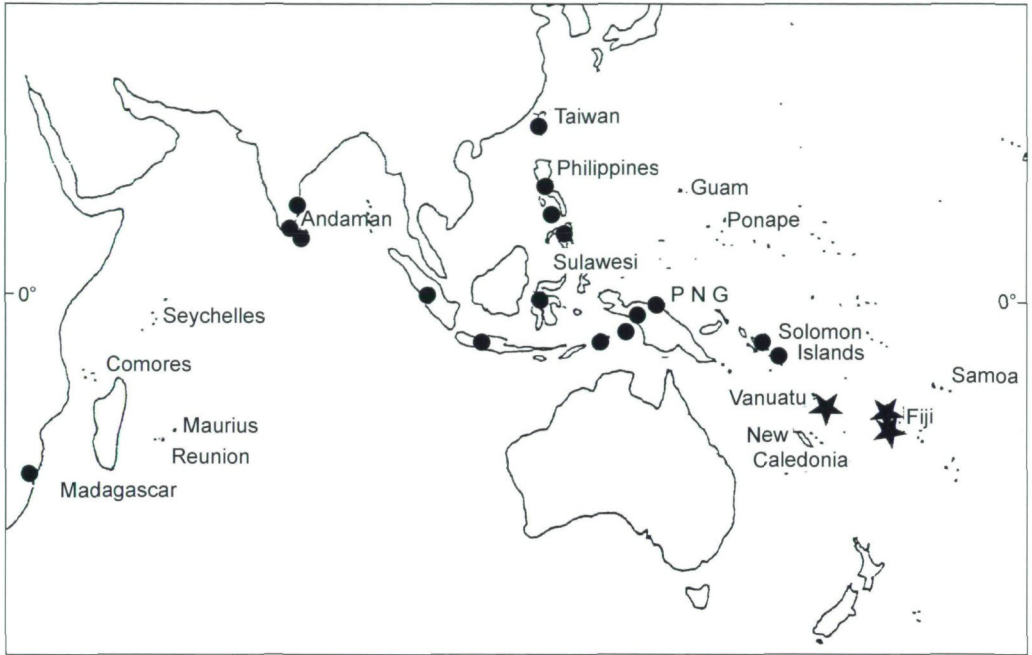 Taiwan
Philippines
Guam
Andaman
Ponape
Sulawesi
0°
P N G
0°
Seychelles
Solomon
Islands
Comores
Samoa
Vanuatu
Fiji
Maurius
New
Caledonia
Reunion
Madagascar